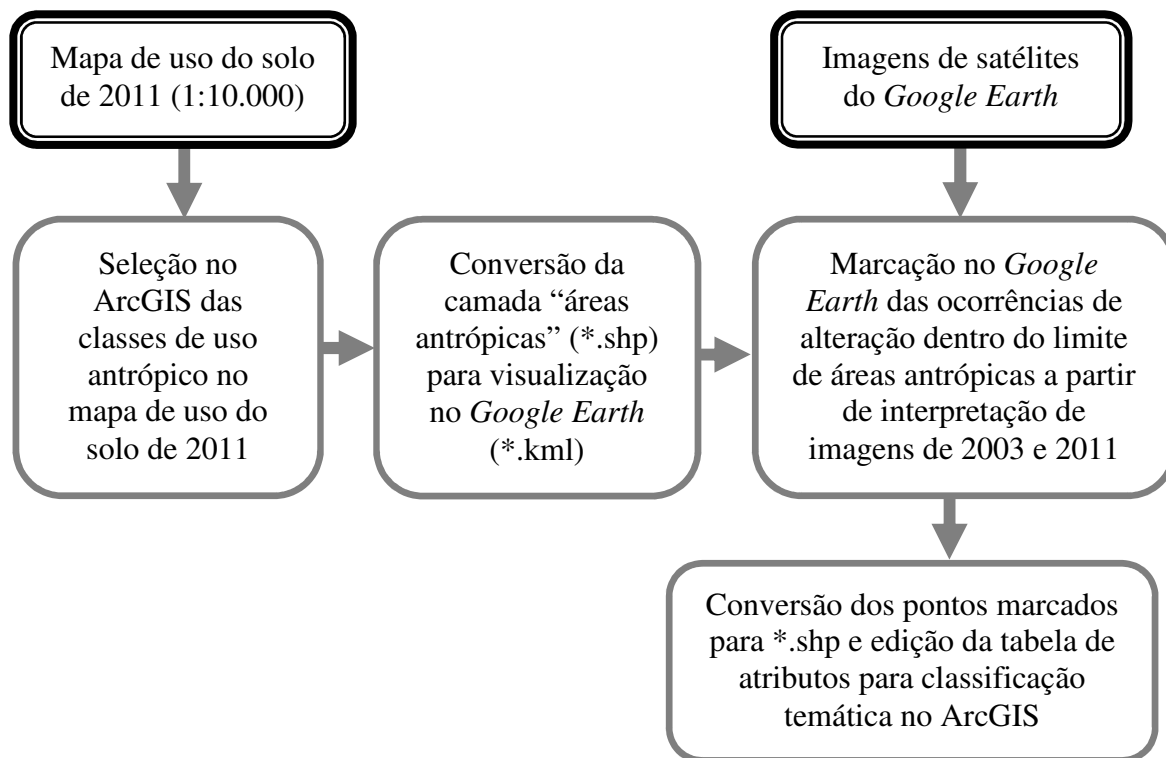 Mapa de uso do solo
de 2011 (1:10.000)
Imagens de satélites
do Google Earth
Seleção no
ArcGIS das
classes de uso
antrópico no
mapa de uso do
solo de 2011
Conversão da
camada “áreas
antrópicas” (*.shp)
para visualização
no Google Earth
(*.kml)
Marcação no Google
Earth das ocorrências de
alteração dentro do limite
de áreas antrópicas a partir
de interpretação de
imagens de 2003 e 2011
Conversão dos pontos marcados
para *.shp e edição da tabela de
atributos para classificação
temática no ArcGIS